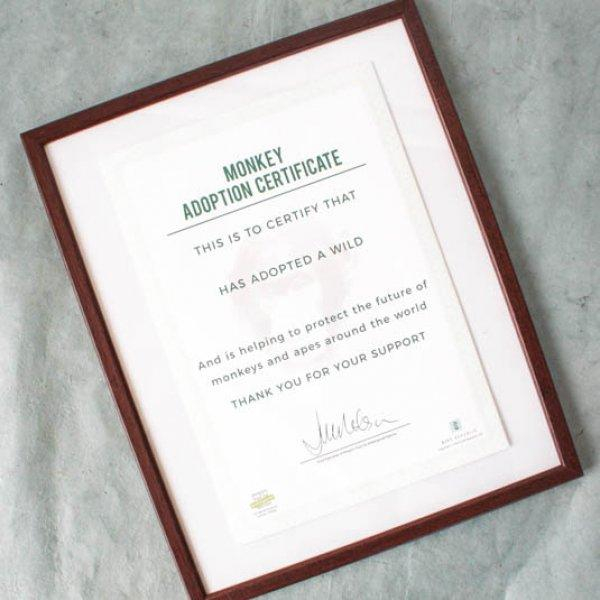 MONKEY
ADOPTION CERTIFICATE
THIS IS TO CERTIFY THAT
HAS ADOPTED A WILD
And is helping to protect the future of
monkeys and apes around the world
THANK YOU FOR YOUR SUPPORT